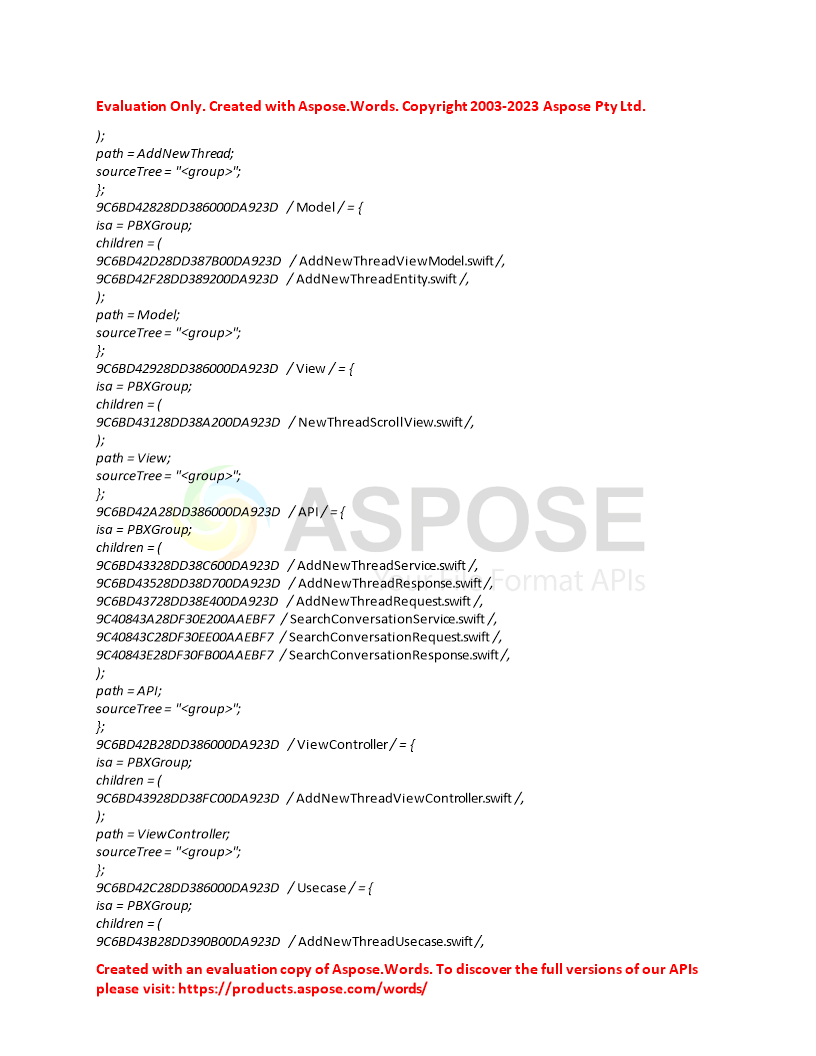 Evaluation Only. Created with Aspose.Words. Copyright 2003-2023 Aspose Pty Ltd.
);
path = AddNewThread;
sourceTree = "<group>";
};
9C6BD42828DD386000DA923D / Model / = {
isa = PBXGroup;
children = (
9C6BD42D28DD387B00DA923D / AddNewThreadViewModel.swift /,
9C6BD42F28DD389200DA923D / AddNewThreadEntity.swift /,
);
path = Model;
sourceTree = "<group>";
};
9C6BD42928DD386000DA923D / View / = {
isa = PBXGroup;
children = (
9C6BD43128DD38A200DA923D / NewThreadScrollView.swift /,
);
path = View;
sourceTree = "<group>";
};
9C6BD42A28DD386000DA923D / API / = {
isa = PBXGroup;
children = (
9C6BD43328DD38C600DA923D / AddNewThreadService.swift /,
9C6BD43528DD38D700DA923D / AddNewThreadResponse.swift /,
9C6BD43728DD38E400DA923D / AddNewThreadRequest.swift /,
9C40843A28DF30E200AAEBF7 / SearchConversationService.swift /,
9C40843C28DF30EE00AAEBF7 / SearchConversationRequest.swift /,
9C40843E28DF30FB00AAEBF7 / SearchConversationResponse.swift /,
);
path = API;
sourceTree = "<group>";
};
9C6BD42B28DD386000DA923D / ViewController / = {
isa = PBXGroup;
children = (
9C6BD43928DD38FC00DA923D / AddNewThreadViewController.swift /,
);
path = ViewController;
sourceTree = "<group>";
};
9C6BD42C28DD386000DA923D / Usecase / = {
isa = PBXGroup;
children = (
9C6BD43B28DD390B00DA923D / AddNewThreadUsecase.swift /,
Created with an evaluation copy of Aspose.Words. To discover the full versions of our APIs
please visit: https://products.aspose.com/words/
ASPOSE
Your File Format APIs